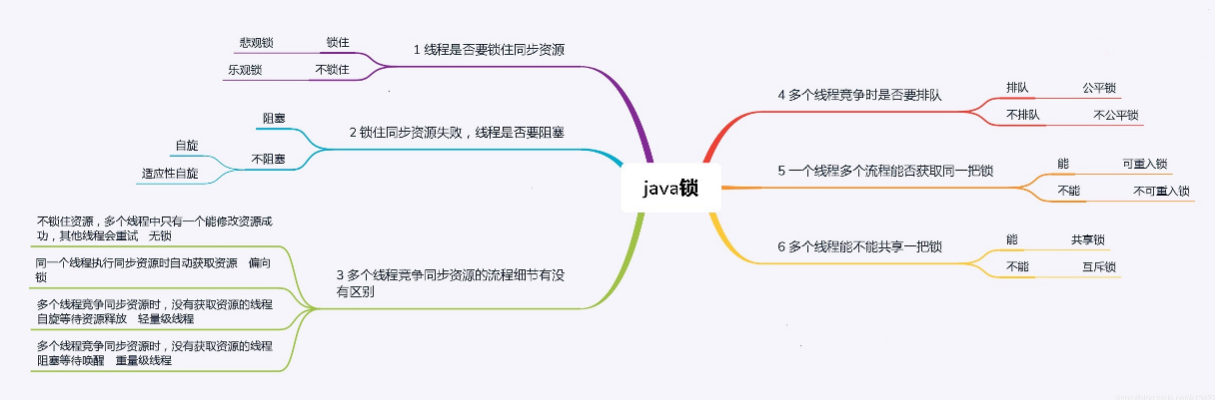 java锁
1 线程是否要锁住同步资源
锁住
悲观锁
不锁住
乐观锁
2 锁住同步资源失败，线程是否要阻塞
阻塞
不阻塞
自旋
适应性自旋
3 多个线程竞争同步资源的流程细节有没
有区别
不锁住资源，多个线程中只有一个能修改资源成
功，其他线程会重试 无锁
同一个线程执行同步资源时自动获取资源 偏向
锁
多个线程竞争同步资源时，没有获取资源的线程
自旋等待资源释放 轻量级线程
多个线程竞争同步资源时，没有获取资源的线程
阻塞等待唤醒 重量级线程
4 多个线程竞争时是否要排队
排队
公平锁
不排队
不公平锁
5 一个线程多个流程能否获取同一把锁
能
可重入锁
不能
不可重入锁
6 多个线程能不能共享一把锁
能
共享锁
不能
互斥锁